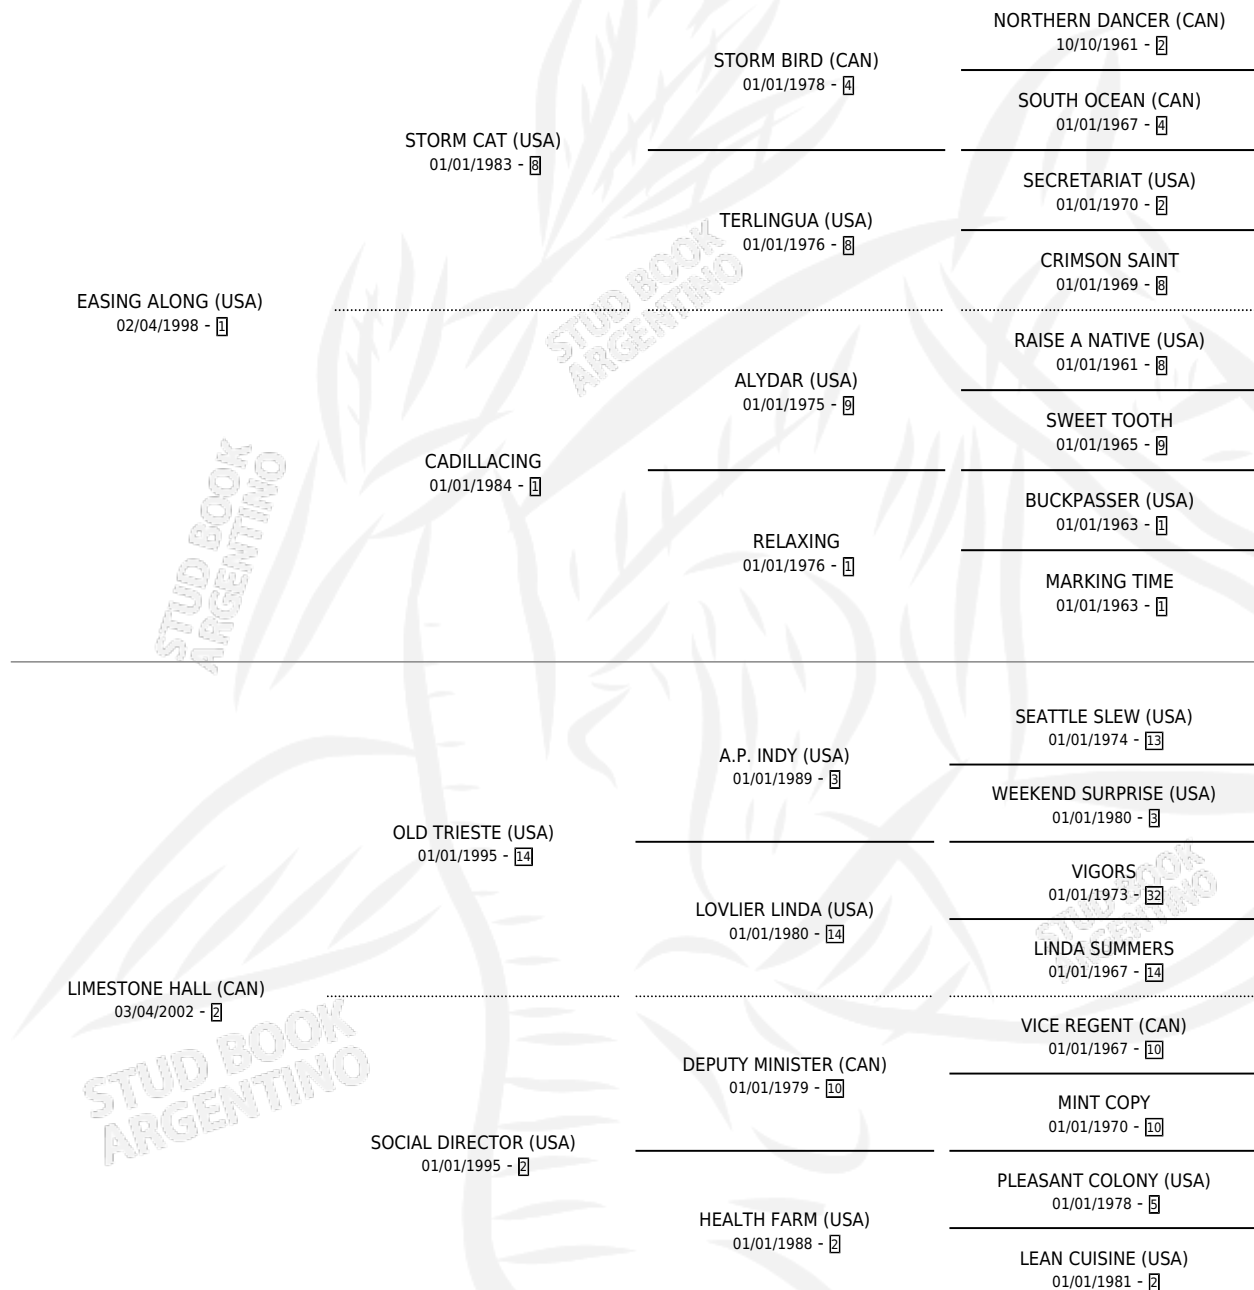 NORTHERN DANCER (CAN)
10/10/1961 - 2
STORM BIRD (CAN)
01/01/1978 - 4
SOUTH OCEAN (CAN)
01/01/1967 - 4
STORM CAT (USA)
01/01/1983 - 8
SECRETARIAT (USA)
01/01/1970 - 2
TERLINGUA (USA)
01/01/1976 - 8
CRIMSON SAINT
01/01/1969 - 8
EASING ALONG (USA)
02/04/1998 - 1
RAISE A NATIVE (USA)
01/01/1961 - 8
ALYDAR (USA)
01/01/1975 - 9
SWEET TOOTH
01/01/1965 - 9
CADILLACING
01/01/1984 - 1
BUCKPASSER (USA)
01/01/1963 - 1
RELAXING
01/01/1976 - 1
MARKING TIME
01/01/1963 - 1
SEATTLE SLEW (USA)
01/01/1974 - 13
A.P. INDY (USA)
01/01/1989 - 3
WEEKEND SURPRISE (USA)
01/01/1980 - 3
OLD TRIESTE (USA)
01/01/1995 - 14
VIGORS
01/01/1973 - 32
LOVLIER LINDA (USA)
01/01/1980 - 14
LINDA SUMMERS
01/01/1967 - 14
LIMESTONE HALL (CAN)
03/04/2002 - 2
VICE REGENT (CAN)
01/01/1967 - 10
DEPUTY MINISTER (CAN)
01/01/1979 - 10
MINT COPY
01/01/1970 - 10
SOCIAL DIRECTOR (USA)
01/01/1995 - 2
PLEASANT COLONY (USA)
01/01/1978 - 5
HEALTH FARM (USA)
01/01/1988 - 2
LEAN CUISINE (USA)
01/01/1981 - 2
STUD BOOK
ARGENTINO
STUD BOOK
ARGENTINO
STUD BOOK
ARGENTINO
STUD BOOK
ARGENTINO